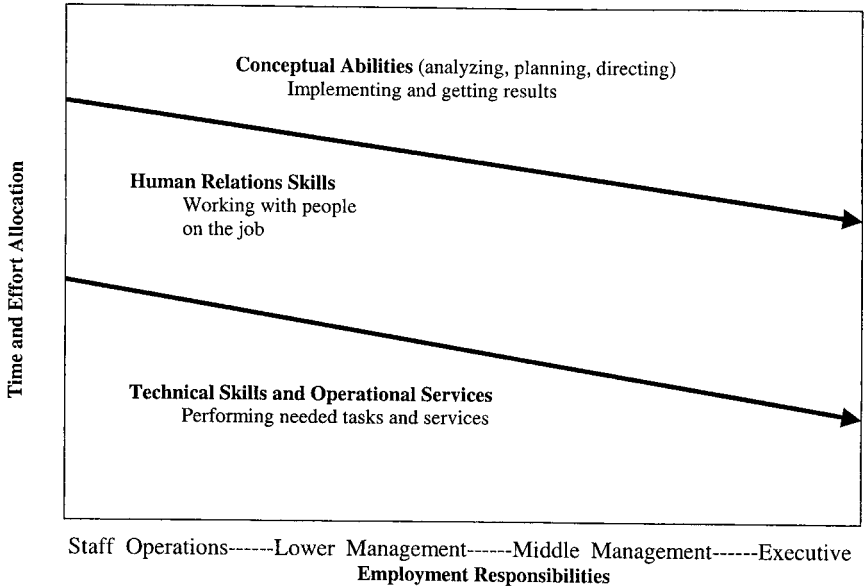 Conceptual Abilities (analyzing, planning, directing)
Implementing and getting results
Human Relations Skills
Working with people
on the job
Time and Effort Allocation
Technical Skills and Operational Services
Performing needed tasks and services
Staff Operations------Lower Management------Middle Management------Executive
Employment Responsibilities